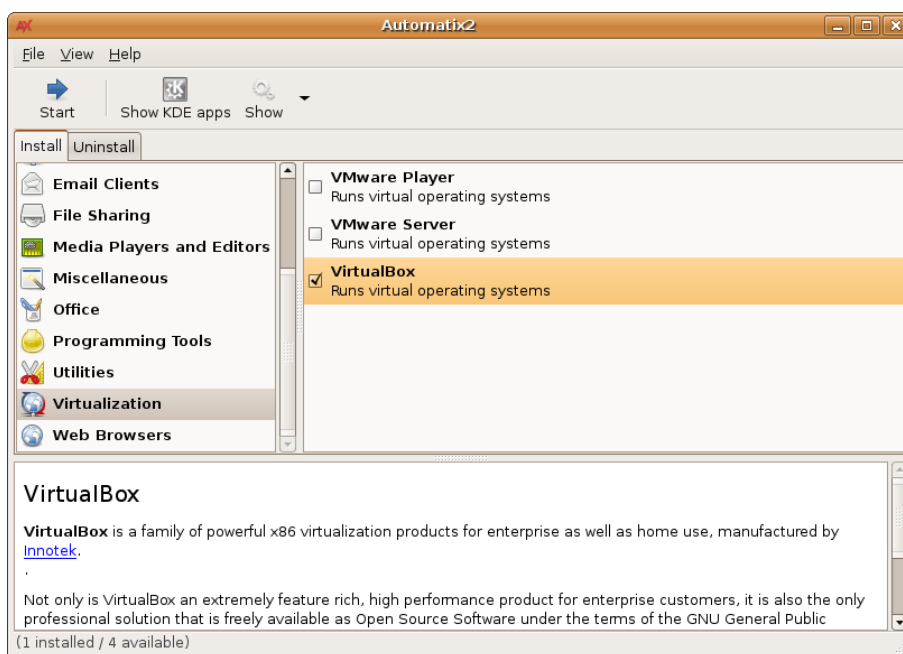 Automatix2
File View Help
Start Show KDE apps Show
Install Uninstall
Email Clients
File Sharing
Media Players and Editors
Miscellaneous
Office
Programming Tools
Utilities
Virtualization
Web Browsers
VMware Player
Runs virtual operating systems
VMware Server
Runs virtual operating systems
VirtualBox
Runs virtual operating systems
VirtualBox
VirtualBox is a family of powerful x86 virtualization products for enterprise as well as home use, manufactured by
Innotek.
.
Not only is VirtualBox an extremely feature rich, high performance product for enterprise customers, it is also the only
professional solution that is freely available as Open Source Software under the terms of the GNU General Public
(1 installed / 4 available)